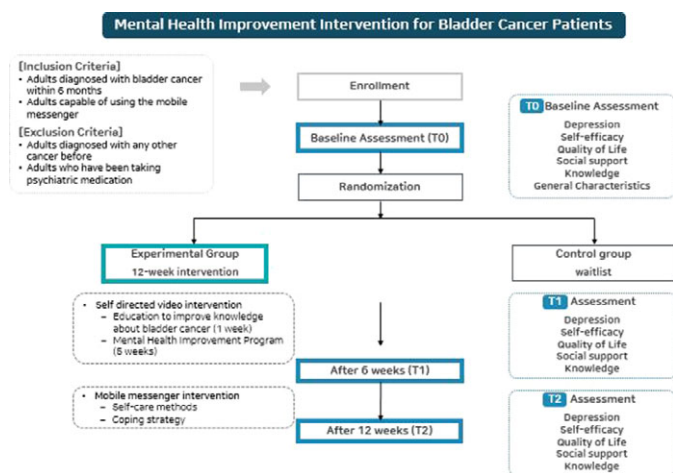 Mental Health Improvement Intervention for Bladder Cancer Patients
[Inclusion Criteria]
• Adults diagnosed with bladder cancer
within 6 months
• Adults capable of using the mobile
messenger
[Exclusion Criteria]
• Adults diagnosed with any other
cancer before
• Adults who have been taking
psychiatric medication
Enrollment
Baseline Assessment (T0)
Randomization
T0 Baseline Assessment
Depression
Self-efficacy
Quality of Life
Social support
Knowledge
General Characteristics
Experimental Group
12-week intervention
Control group
waitlist
• Self directed video intervention
– Education to improve knowledge
about bladder cancer (1 week)
– Mental Health Improvement Program
(5 weeks)
After 6 weeks (T1)
T1 Assessment
Depression
Self-efficacy
Quality of Life
Social support
Knowledge
• Mobile messenger intervention
– Self-care methods
– Coping strategy
After 12 weeks (T2)
T2 Assessment
Depression
Self-efficacy
Quality of Life
Social support
Knowledge